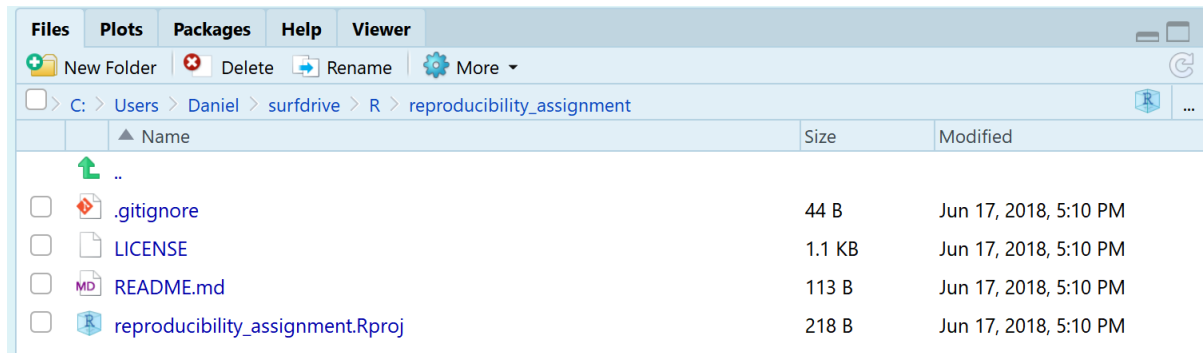 Files Plots Packages Help Viewer
New Folder Delete Rename More
C: > Users > Daniel > surfdrive > R > reproducibility_assignment R ...
Name Size Modified
..
.gitignore 44 B Jun 17, 2018, 5:10 PM
LICENSE 1.1 KB Jun 17, 2018, 5:10 PM
MD README.md 113 B Jun 17, 2018, 5:10 PM
R reproducibility_assignment.Rproj 218 B Jun 17, 2018, 5:10 PM